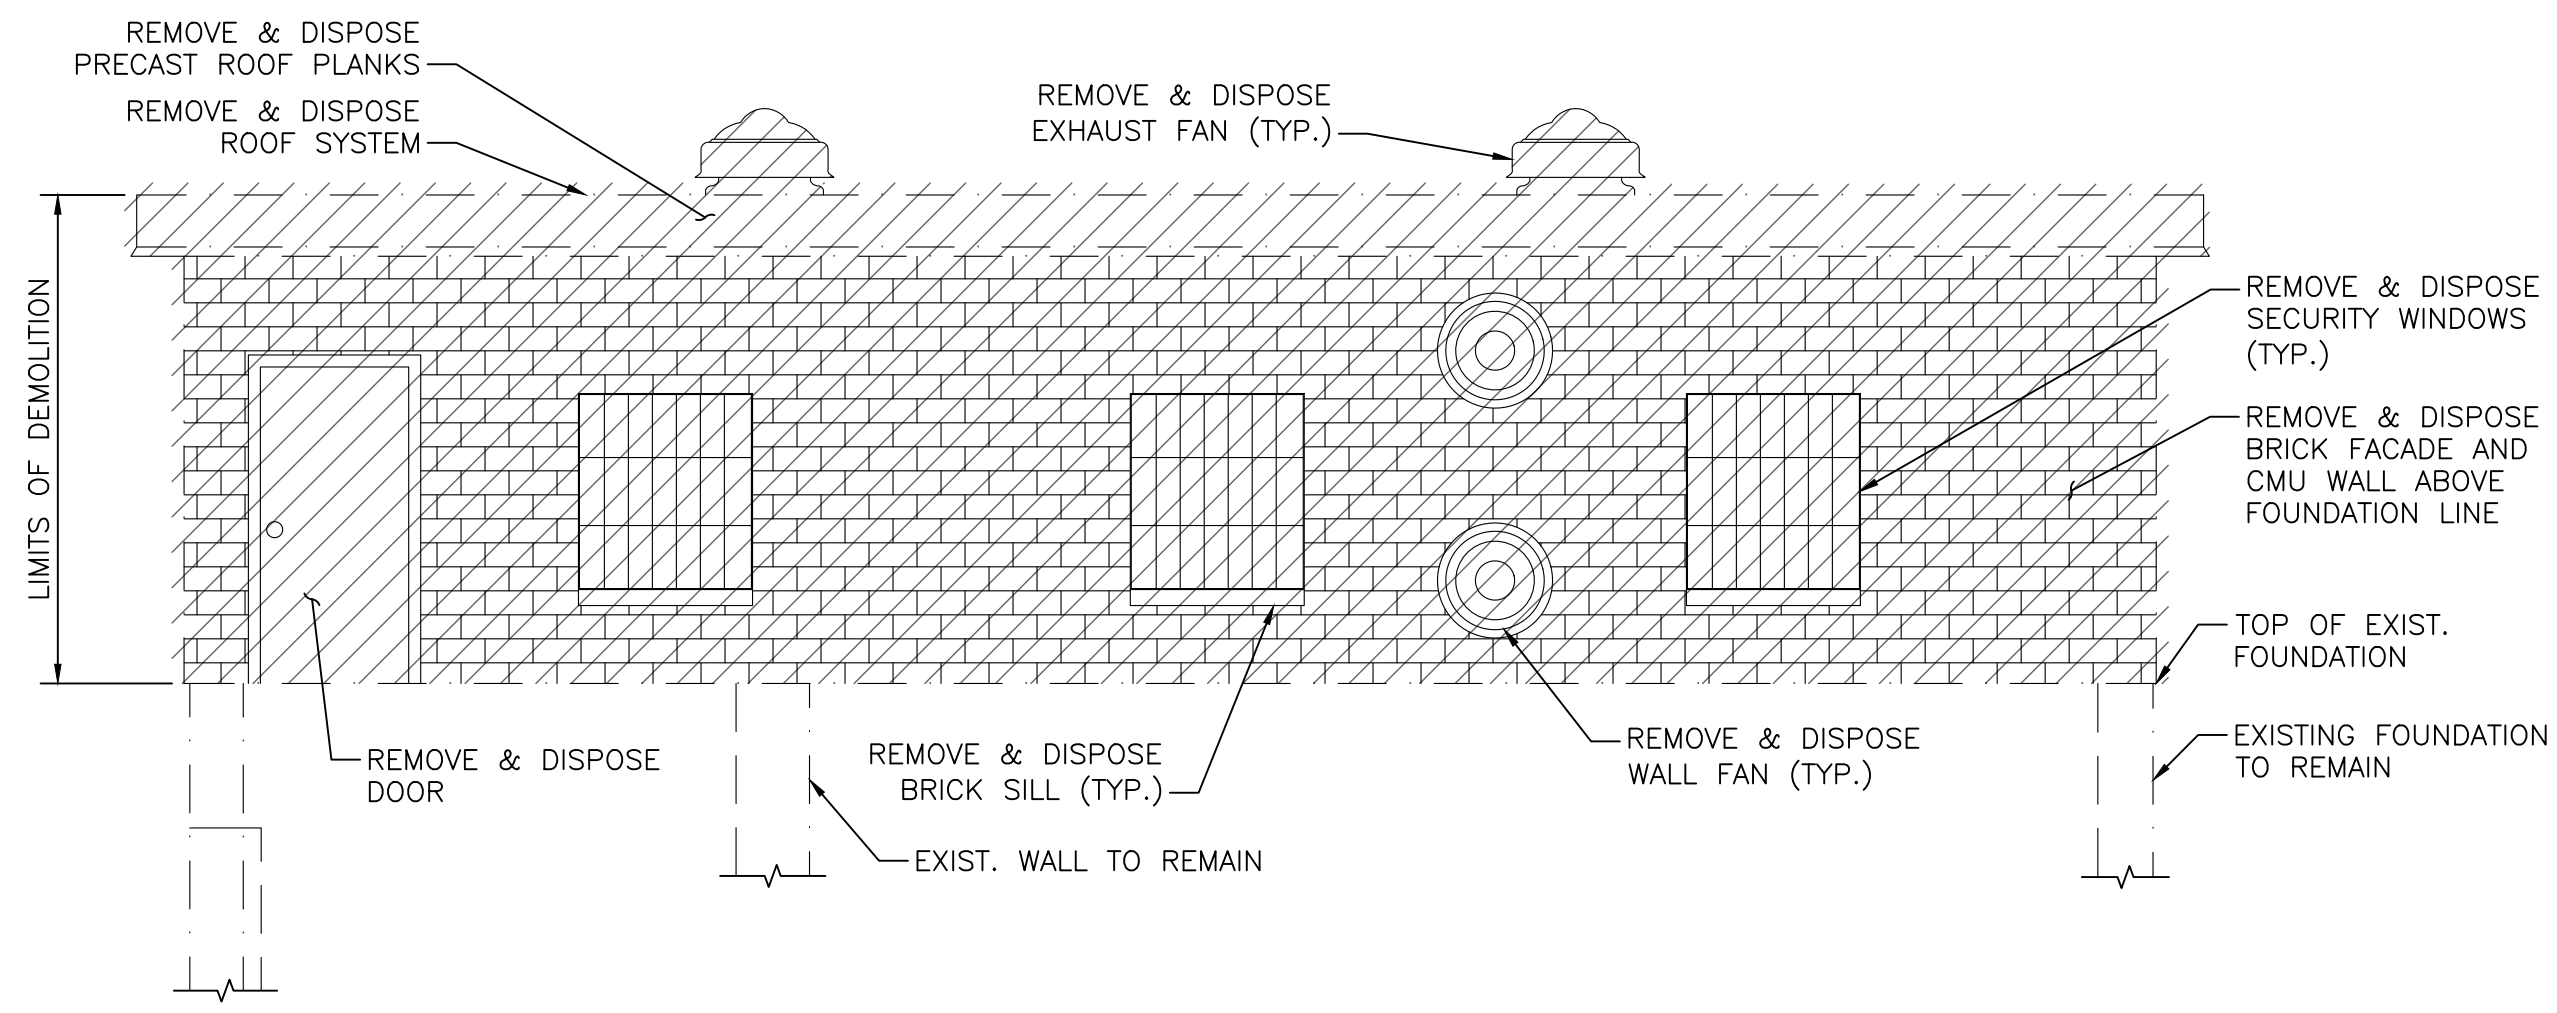 REMOVE & DISPOSE
PRECAST ROOF PLANKS
REMOVE & DISPOSE
ROOF SYSTEM
REMOVE & DISPOSE
EXHAUST FAN (TYP.)
LIMITS OF DEMOLITION
REMOVE & DISPOSE
SECURITY WINDOWS
(TYP.)
REMOVE & DISPOSE
BRICK FACADE AND
CMU WALL ABOVE
FOUNDATION LINE
TOP OF EXIST.
FOUNDATION
EXISTING FOUNDATION
TO REMAIN
REMOVE & DISPOSE
DOOR
REMOVE & DISPOSE
BRICK SILL (TYP.)
REMOVE & DISPOSE
WALL FAN (TYP.)
EXIST. WALL TO REMAIN